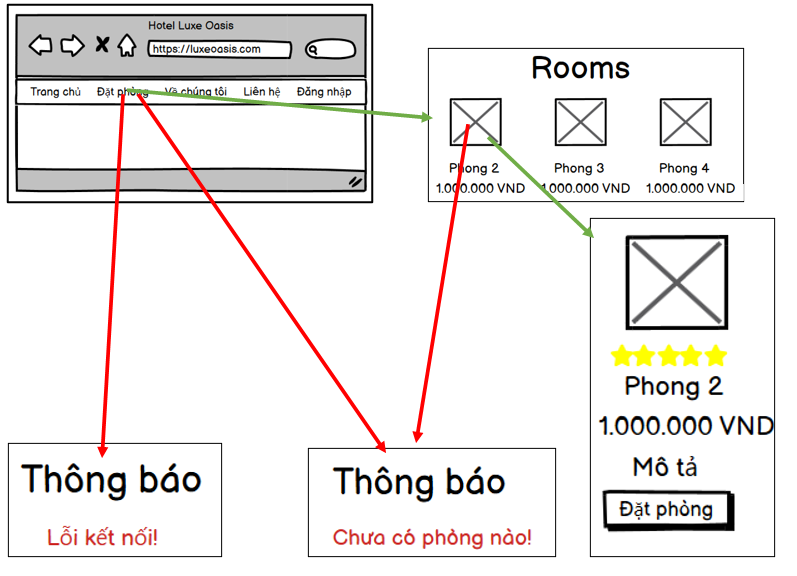 Hotel Luxe Oasis
https://luxeoasis.com
Trang chủ Đặt phòng Về chúng tôi Liên hệ Đăng nhập
Rooms
Phong 2 Phong 3 Phong 4
1.000.000 VND 1.000.000 VND 1.000.000 VND
Phong 2
1.000.000 VND
Mô tả
Đặt phòng
Thông báo
Lỗi kết nối!
Thông báo
Chưa có phòng nào!